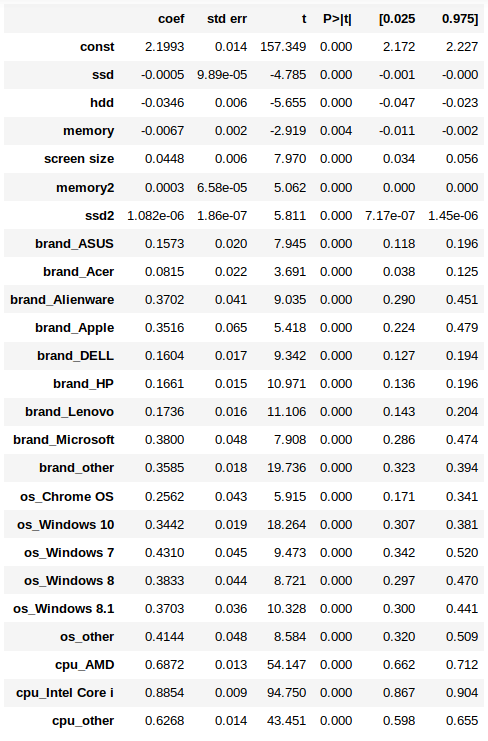 coef std err t P>|t| [0.025 0.975]
const 2.1993 0.014 157.349 0.000 2.172 2.227
ssd -0.0005 9.89e-05 -4.785 0.000 -0.001 -0.000
hdd -0.0346 0.006 -5.655 0.000 -0.047 -0.023
memory -0.0067 0.002 -2.919 0.004 -0.011 -0.002
screen size 0.0448 0.006 7.970 0.000 0.034 0.056
memory2 0.0003 6.58e-05 5.062 0.000 0.000 0.000
ssd2 1.082e-06 1.86e-07 5.811 0.000 7.17e-07 1.45e-06
brand_ASUS 0.1573 0.020 7.945 0.000 0.118 0.196
brand_Acer 0.0815 0.022 3.691 0.000 0.038 0.125
brand_Alienware 0.3702 0.041 9.035 0.000 0.290 0.451
brand_Apple 0.3516 0.065 5.418 0.000 0.224 0.479
brand_DELL 0.1604 0.017 9.342 0.000 0.127 0.194
brand_HP 0.1661 0.015 10.971 0.000 0.136 0.196
brand_Lenovo 0.1736 0.016 11.106 0.000 0.143 0.204
brand_Microsoft 0.3800 0.048 7.908 0.000 0.286 0.474
brand_other 0.3585 0.018 19.736 0.000 0.323 0.394
os_Chrome OS 0.2562 0.043 5.915 0.000 0.171 0.341
os_Windows 10 0.3442 0.019 18.264 0.000 0.307 0.381
os_Windows 7 0.4310 0.045 9.473 0.000 0.342 0.520
os_Windows 8 0.3833 0.044 8.721 0.000 0.297 0.470
os_Windows 8.1 0.3703 0.036 10.328 0.000 0.300 0.441
os_other 0.4144 0.048 8.584 0.000 0.320 0.509
cpu_AMD 0.6872 0.013 54.147 0.000 0.662 0.712
cpu_Intel Core i 0.8854 0.009 94.750 0.000 0.867 0.904
cpu_other 0.6268 0.014 43.451 0.000 0.598 0.655